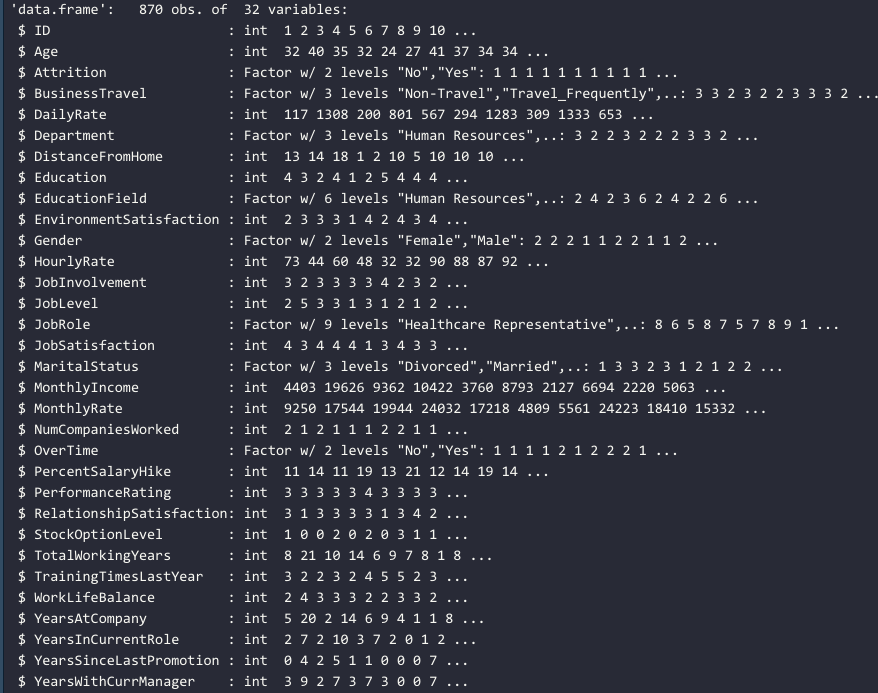 'data.frame':   870 obs. of  32 variables:
 $ ID                      : int  1 2 3 4 5 6 7 8 9 10 ...
 $ Age                     : int  32 40 35 32 24 27 41 37 34 34 ...
 $ Attrition               : Factor w/ 2 levels "No","Yes": 1 1 1 1 1 1 1 1 1 1 ...
 $ BusinessTravel          : Factor w/ 3 levels "Non-Travel","Travel_Frequently",..: 3 3 2 3 2 2 3 3 3 2 ...
 $ DailyRate               : int  117 1308 200 801 567 294 1283 309 1333 653 ...
 $ Department              : Factor w/ 3 levels "Human Resources",..: 3 2 2 3 2 2 2 3 3 2 ...
 $ DistanceFromHome        : int  13 14 18 1 2 10 5 10 10 10 ...
 $ Education               : int  4 3 2 4 1 2 5 4 4 4 ...
 $ EducationField          : Factor w/ 6 levels "Human Resources",..: 2 4 2 3 6 2 4 2 2 6 ...
 $ EnvironmentSatisfaction : int  2 3 3 3 1 4 2 4 3 4 ...
 $ Gender                  : Factor w/ 2 levels "Female","Male": 2 2 2 1 1 2 2 1 1 2 ...
 $ HourlyRate              : int  73 44 60 48 32 32 90 88 87 92 ...
 $ JobInvolvement          : int  3 2 3 3 3 3 4 2 3 2 ...
 $ JobLevel                : int  2 5 3 3 1 3 1 2 1 2 ...
 $ JobRole                 : Factor w/ 9 levels "Healthcare Representative",..: 8 6 5 8 7 5 7 8 9 1 ...
 $ JobSatisfaction         : int  4 3 4 4 4 1 3 4 3 3 ...
 $ MaritalStatus           : Factor w/ 3 levels "Divorced","Married",..: 1 3 3 2 3 1 2 1 2 2 ...
 $ MonthlyIncome           : int  4403 19626 9362 10422 3760 8793 2127 6694 2220 5063 ...
 $ MonthlyRate             : int  9250 17544 19944 24032 17218 4809 5561 24223 18410 15332 ...
 $ NumCompaniesWorked      : int  2 1 2 1 1 1 2 2 1 1 ...
 $ OverTime                : Factor w/ 2 levels "No","Yes": 1 1 1 1 2 1 2 2 2 1 ...
 $ PercentSalaryHike       : int  11 14 11 19 13 21 12 14 19 14 ...
 $ PerformanceRating       : int  3 3 3 3 3 4 3 3 3 3 ...
 $ RelationshipSatisfaction: int  3 1 3 3 3 3 1 3 4 2 ...
 $ StockOptionLevel        : int  1 0 0 2 0 2 0 3 1 1 ...
 $ TotalWorkingYears       : int  8 21 10 14 6 9 7 8 1 8 ...
 $ TrainingTimesLastYear   : int  3 2 2 3 2 4 5 5 2 3 ...
 $ WorkLifeBalance         : int  2 4 3 3 3 2 2 3 3 2 ...
 $ YearsAtCompany          : int  5 20 2 14 6 9 4 1 1 8 ...
 $ YearsInCurrentRole      : int  2 7 2 10 3 7 2 0 1 2 ...
 $ YearsSinceLastPromotion : int  0 4 2 5 1 1 0 0 0 7 ...
 $ YearsWithCurrManager    : int  3 9 2 7 3 7 3 0 0 7 ...